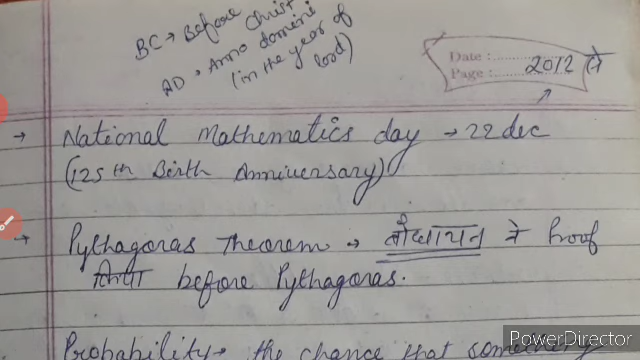 BC → Before Christ
AD → Anno domini
(in the year of
lord)
Date :
Page :
2012 से
→ National Mathematics day → 22 dec
(125th Birth Anniversary)
→ Pythagoras Theorem → बौधायन ने Proof
किया before Pythagoras.
Probability → the chance that something
PowerDirector